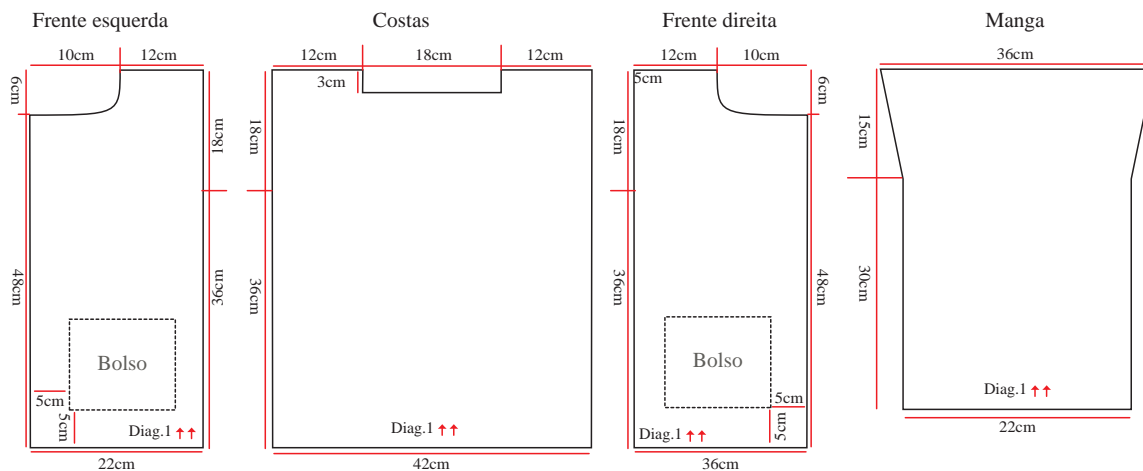 Frente esquerda
10cm
12cm
6cm
18cm
48cm
36cm
Bolso
5cm
5cm
Diag.1
22cm
Costas
12cm
18cm
12cm
3cm
18cm
36cm
Diag.1
42cm
Frente direita
12cm
10cm
5cm
6cm
18cm
36cm
48cm
Bolso
5cm
5cm
Diag.1
36cm
Manga
36cm
15cm
30cm
Diag.1
22cm